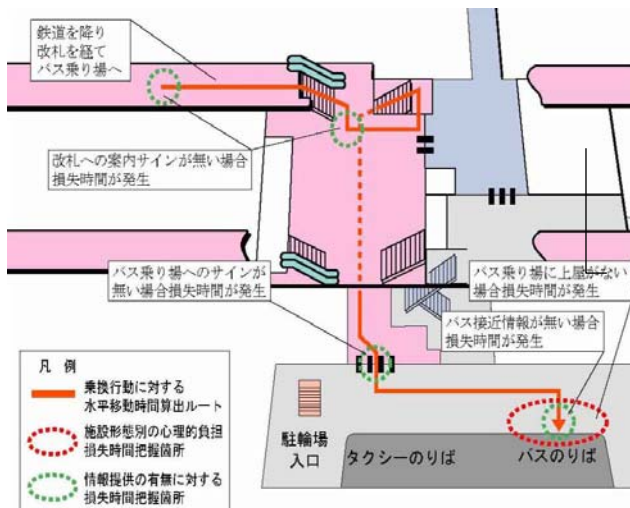 鉄道を降り
改札を経て
バス乗り場へ
改札への案内サインが無い場合
損失時間が発生
バス乗り場へのサインが
無い場合損失時間が発生
バス乗り場に上屋がない
場合損失時間が発生
バス接近情報が無い場合
損失時間が発生
凡 例
乗換行動に対する
水平移動時間算出ルート
施設形態別の心理的負担
損失時間把握箇所
情報提供の有無に対する
損失時間把握箇所
駐輪場
入口
タクシーのりば
バスのりば